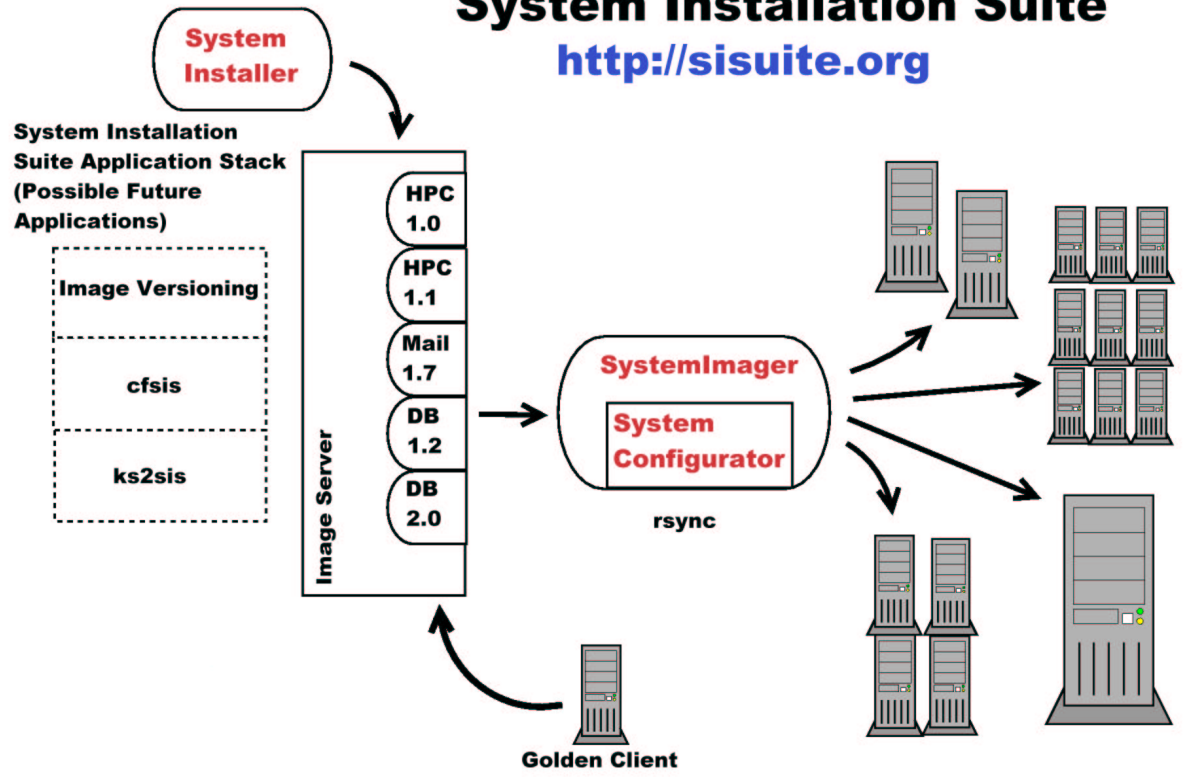 System Installation Suite
http://sisuite.org
System
Installer
System Installation
Suite Application Stack
(Possible Future
Applications)
Image Versioning
cfsis
ks2sis
Image Server
HPC
1.0
HPC
1.1
Mail
1.7
DB
1.2
DB
2.0
SystemImager
System
Configurator
rsync
Golden Client